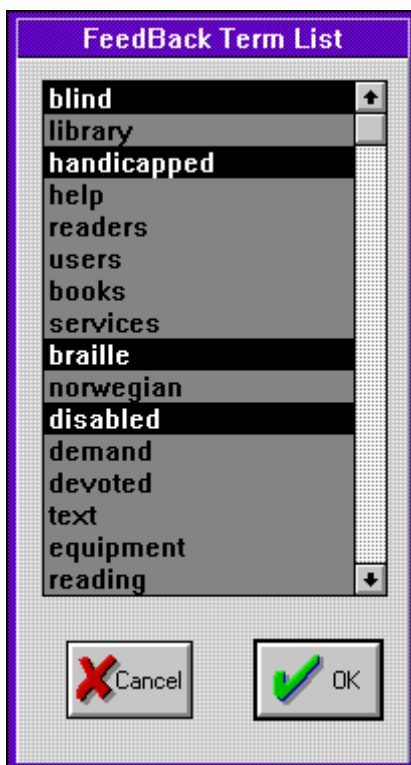 FeedBack Term List
blind
library
handicapped
help
readers
users
books
services
braille
norwegian
disabled
demand
devoted
text
equipment
reading
Cancel
OK